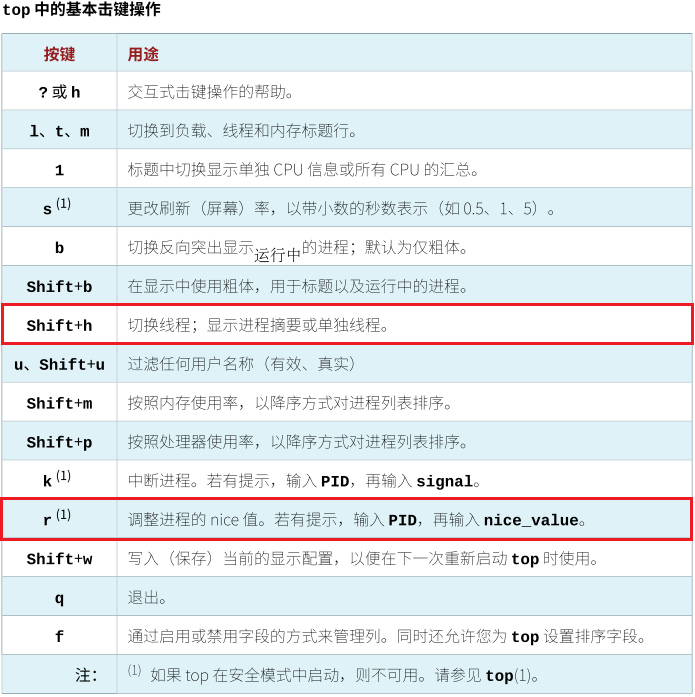 top 中的基本击键操作
按键 用途
? 或 h 交互式击键操作的帮助。
l、t、m 切换到负载、线程和内存标题行。
1 标题中切换显示单独 CPU 信息或所有 CPU 的汇总。
s (1) 更改刷新（屏幕）率，以带小数的秒数表示（如 0.5、1、5）。
b 切换反向突出显示运行中的进程；默认为仅粗体。
Shift+b 在显示中使用粗体，用于标题以及运行中的进程。
Shift+h 切换线程；显示进程摘要或单独线程。
u、Shift+u 过滤任何用户名称（有效、真实）
Shift+m 按照内存使用率，以降序方式对进程列表排序。
Shift+p 按照处理器使用率，以降序方式对进程列表排序。
k (1) 中断进程。若有提示，输入 PID，再输入 signal。
r (1) 调整进程的 nice 值。若有提示，输入 PID，再输入 nice_value。
Shift+w 写入（保存）当前的显示配置，以便在下一次重新启动 top 时使用。
q 退出。
f 通过启用或禁用字段的方式来管理列。同时还允许您为 top 设置排序字段。
注： (1) 如果 top 在安全模式中启动，则不可用。请参见 top(1)。